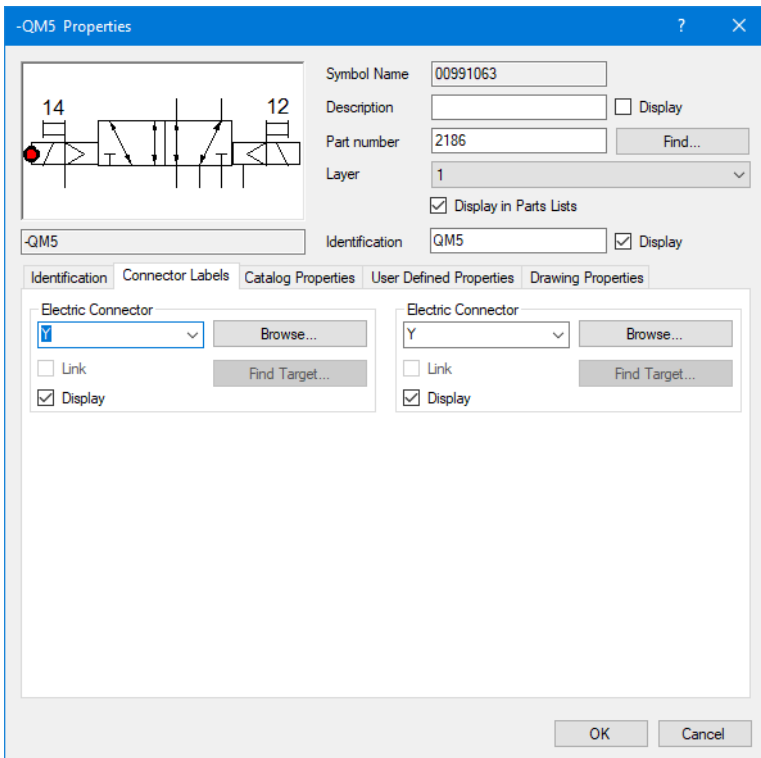 -QM5 Properties ?
14 12
Symbol Name 00991063
Description Display
Part number 2186 Find...
Layer 1
Display in Parts Lists
-QM5 Identification QM5 Display
Identification Connector Labels Catalog Properties User Defined Properties Drawing Properties
Electric Connector Electric Connector
Y Browse... Y Browse...
Link Find Target... Link Find Target...
Display Display
OK Cancel